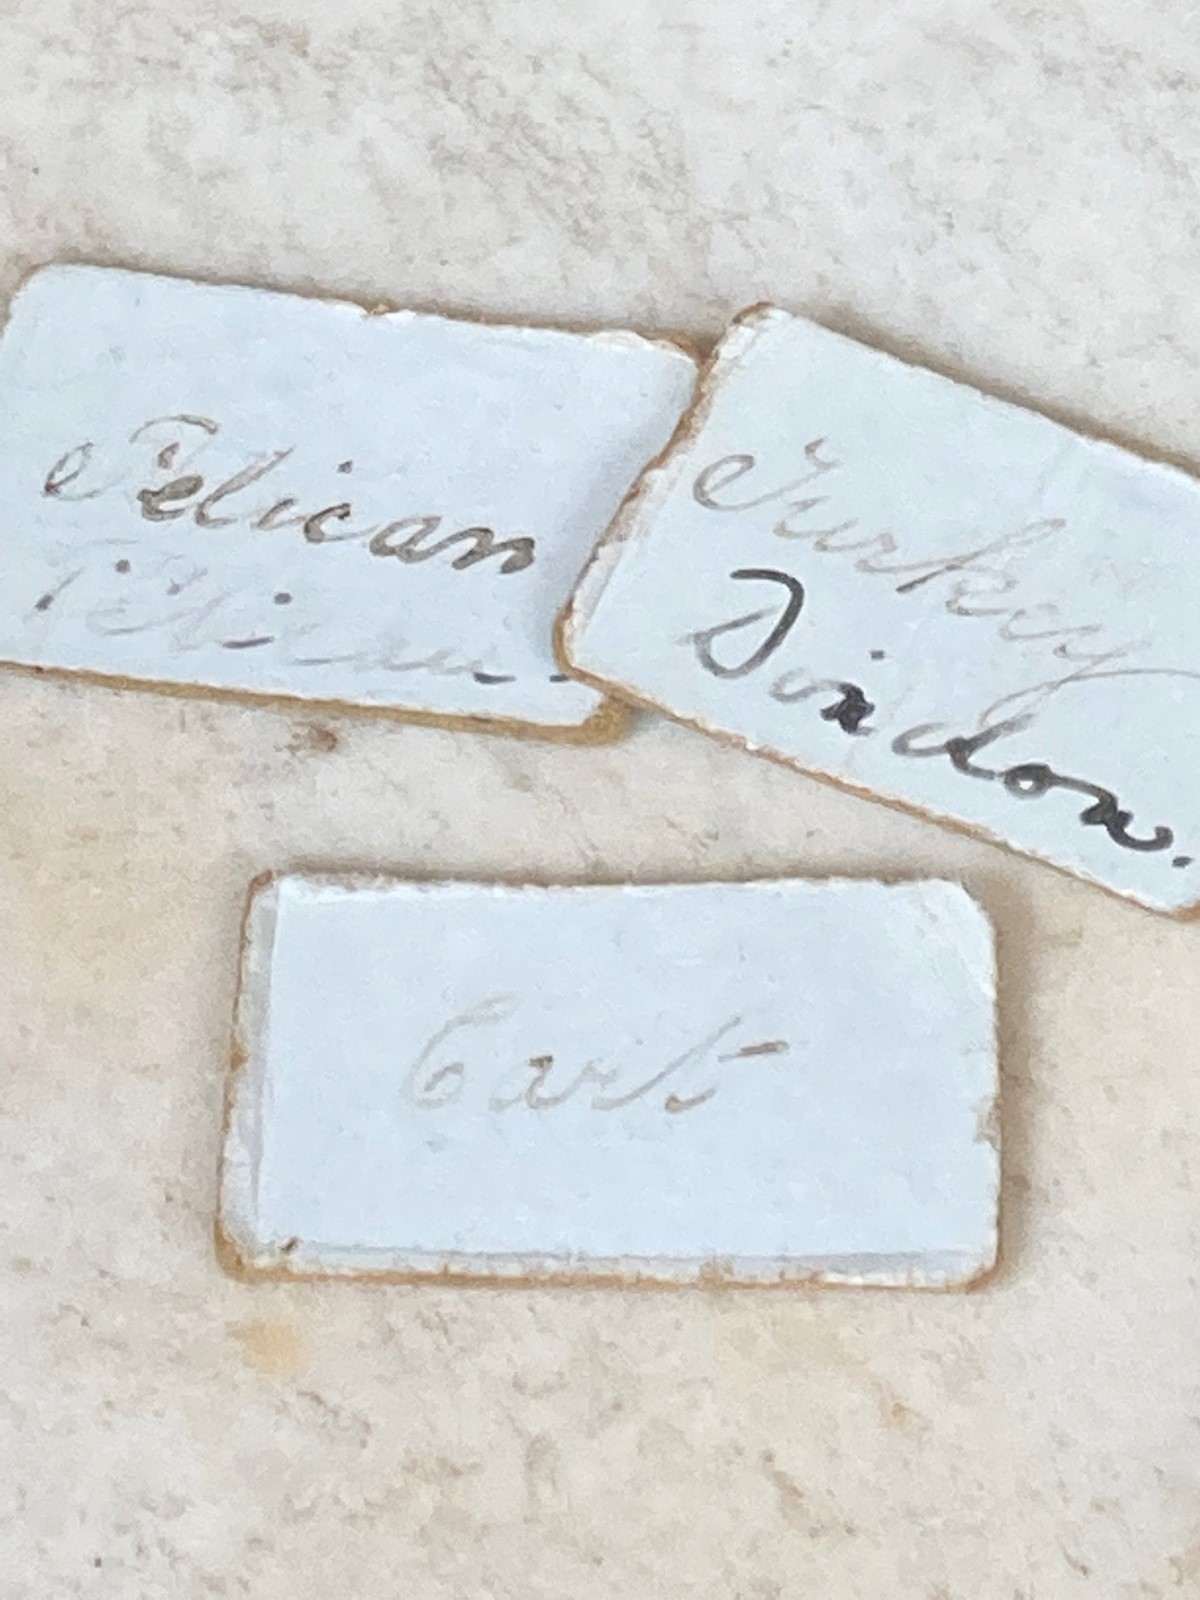 Pelican
Pélican
Turkey
Dindon.
Cart